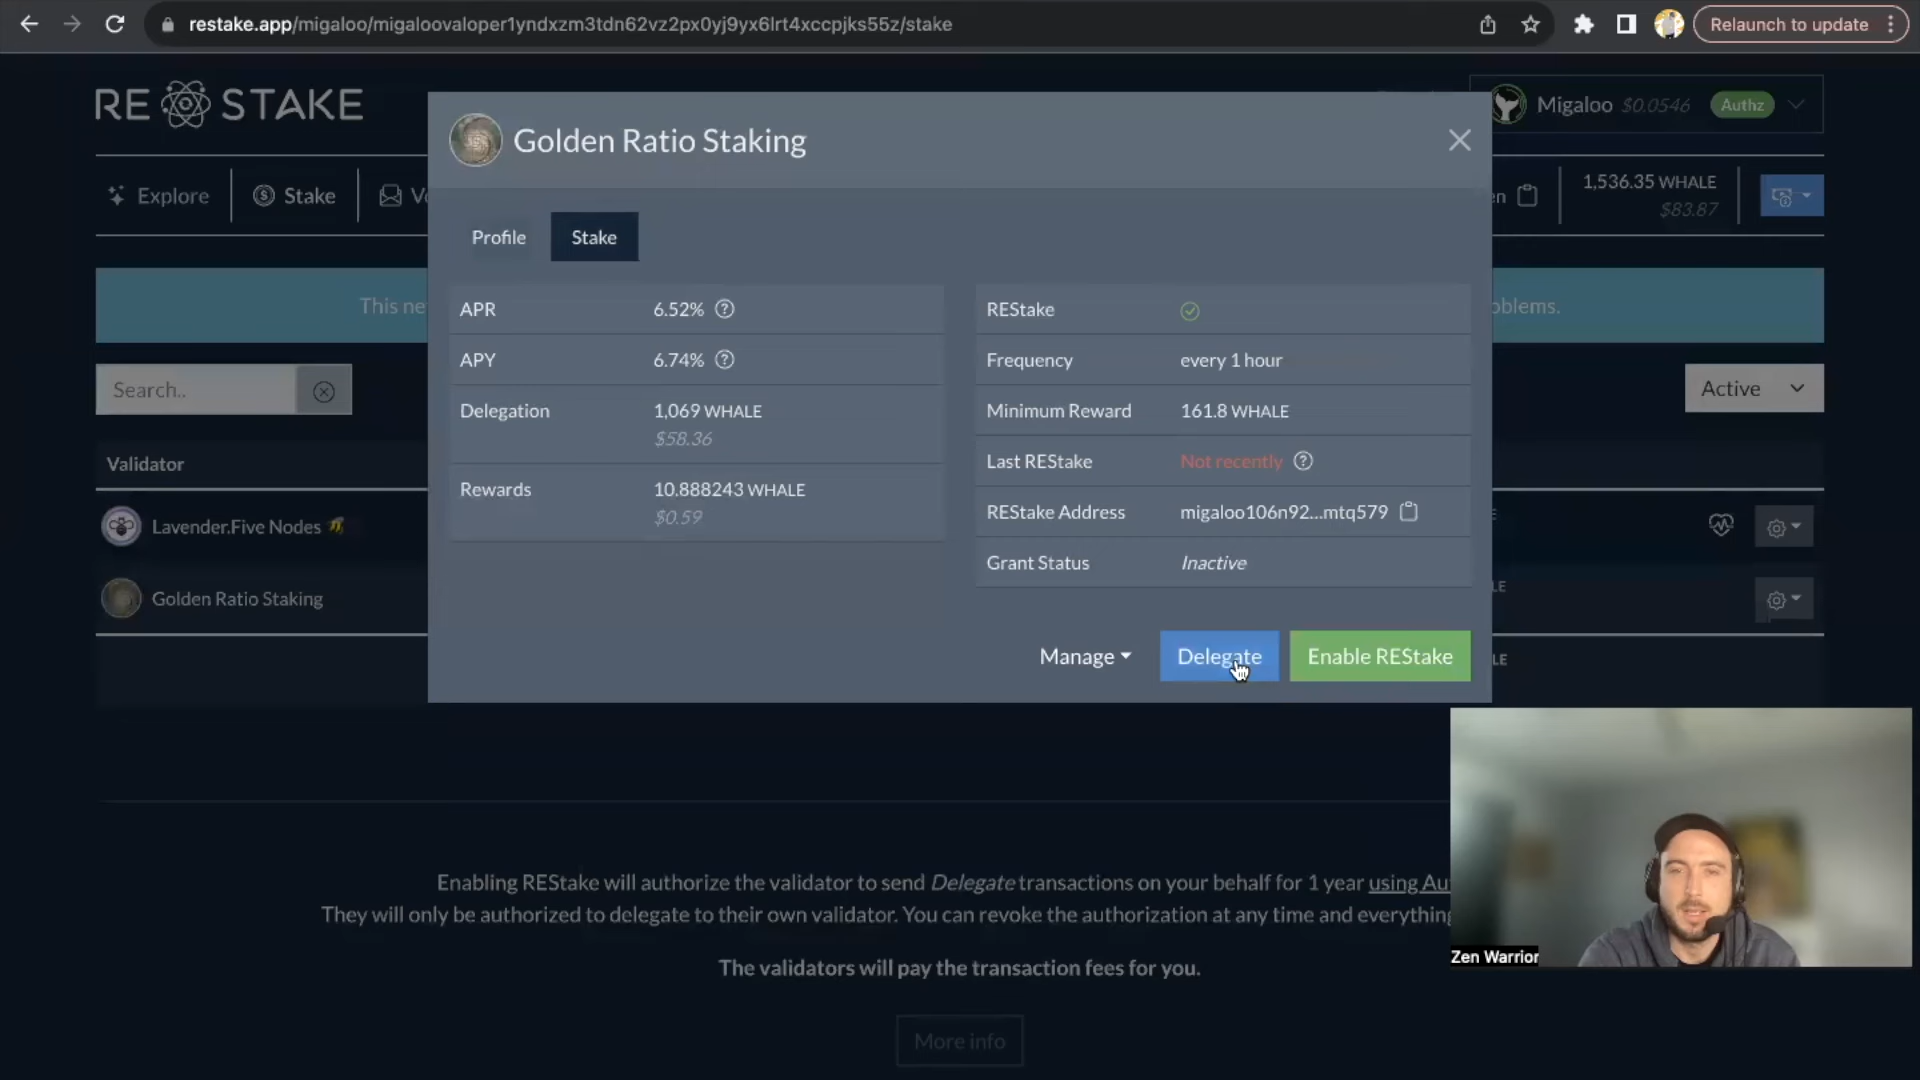 restake.app/migaloo/migaloovaloper1yndxzm3tdn62vz2px0yj9yx6lrt4xccpjks55z/stake
Relaunch to update
RE STAKE
Migaloo $0.0546 Authz
Golden Ratio Staking
Explore
Stake
1,536.35 WHALE
$83.87
Profile
Stake
This
APR 6.52%
APY 6.74%
Delegation 1,069 WHALE
$58.36
Rewards 10.888243 WHALE
$0.59
REStake
Frequency every 1 hour
Minimum Reward 161.8 WHALE
Last REStake Not recently
REStake Address migaloo106n92...mtq579
Grant Status Inactive
Manage
Delegate
Enable REStake
Search..
Active
Validator
Lavender.Five Nodes
Golden Ratio Staking
Enabling REStake will authorize the validator to send Delegate transactions on your behalf for 1 year using
They will only be authorized to delegate to their own validator. You can revoke the authorization at any time and everything
The validators will pay the transaction fees for you.
More info
Zen Warrior